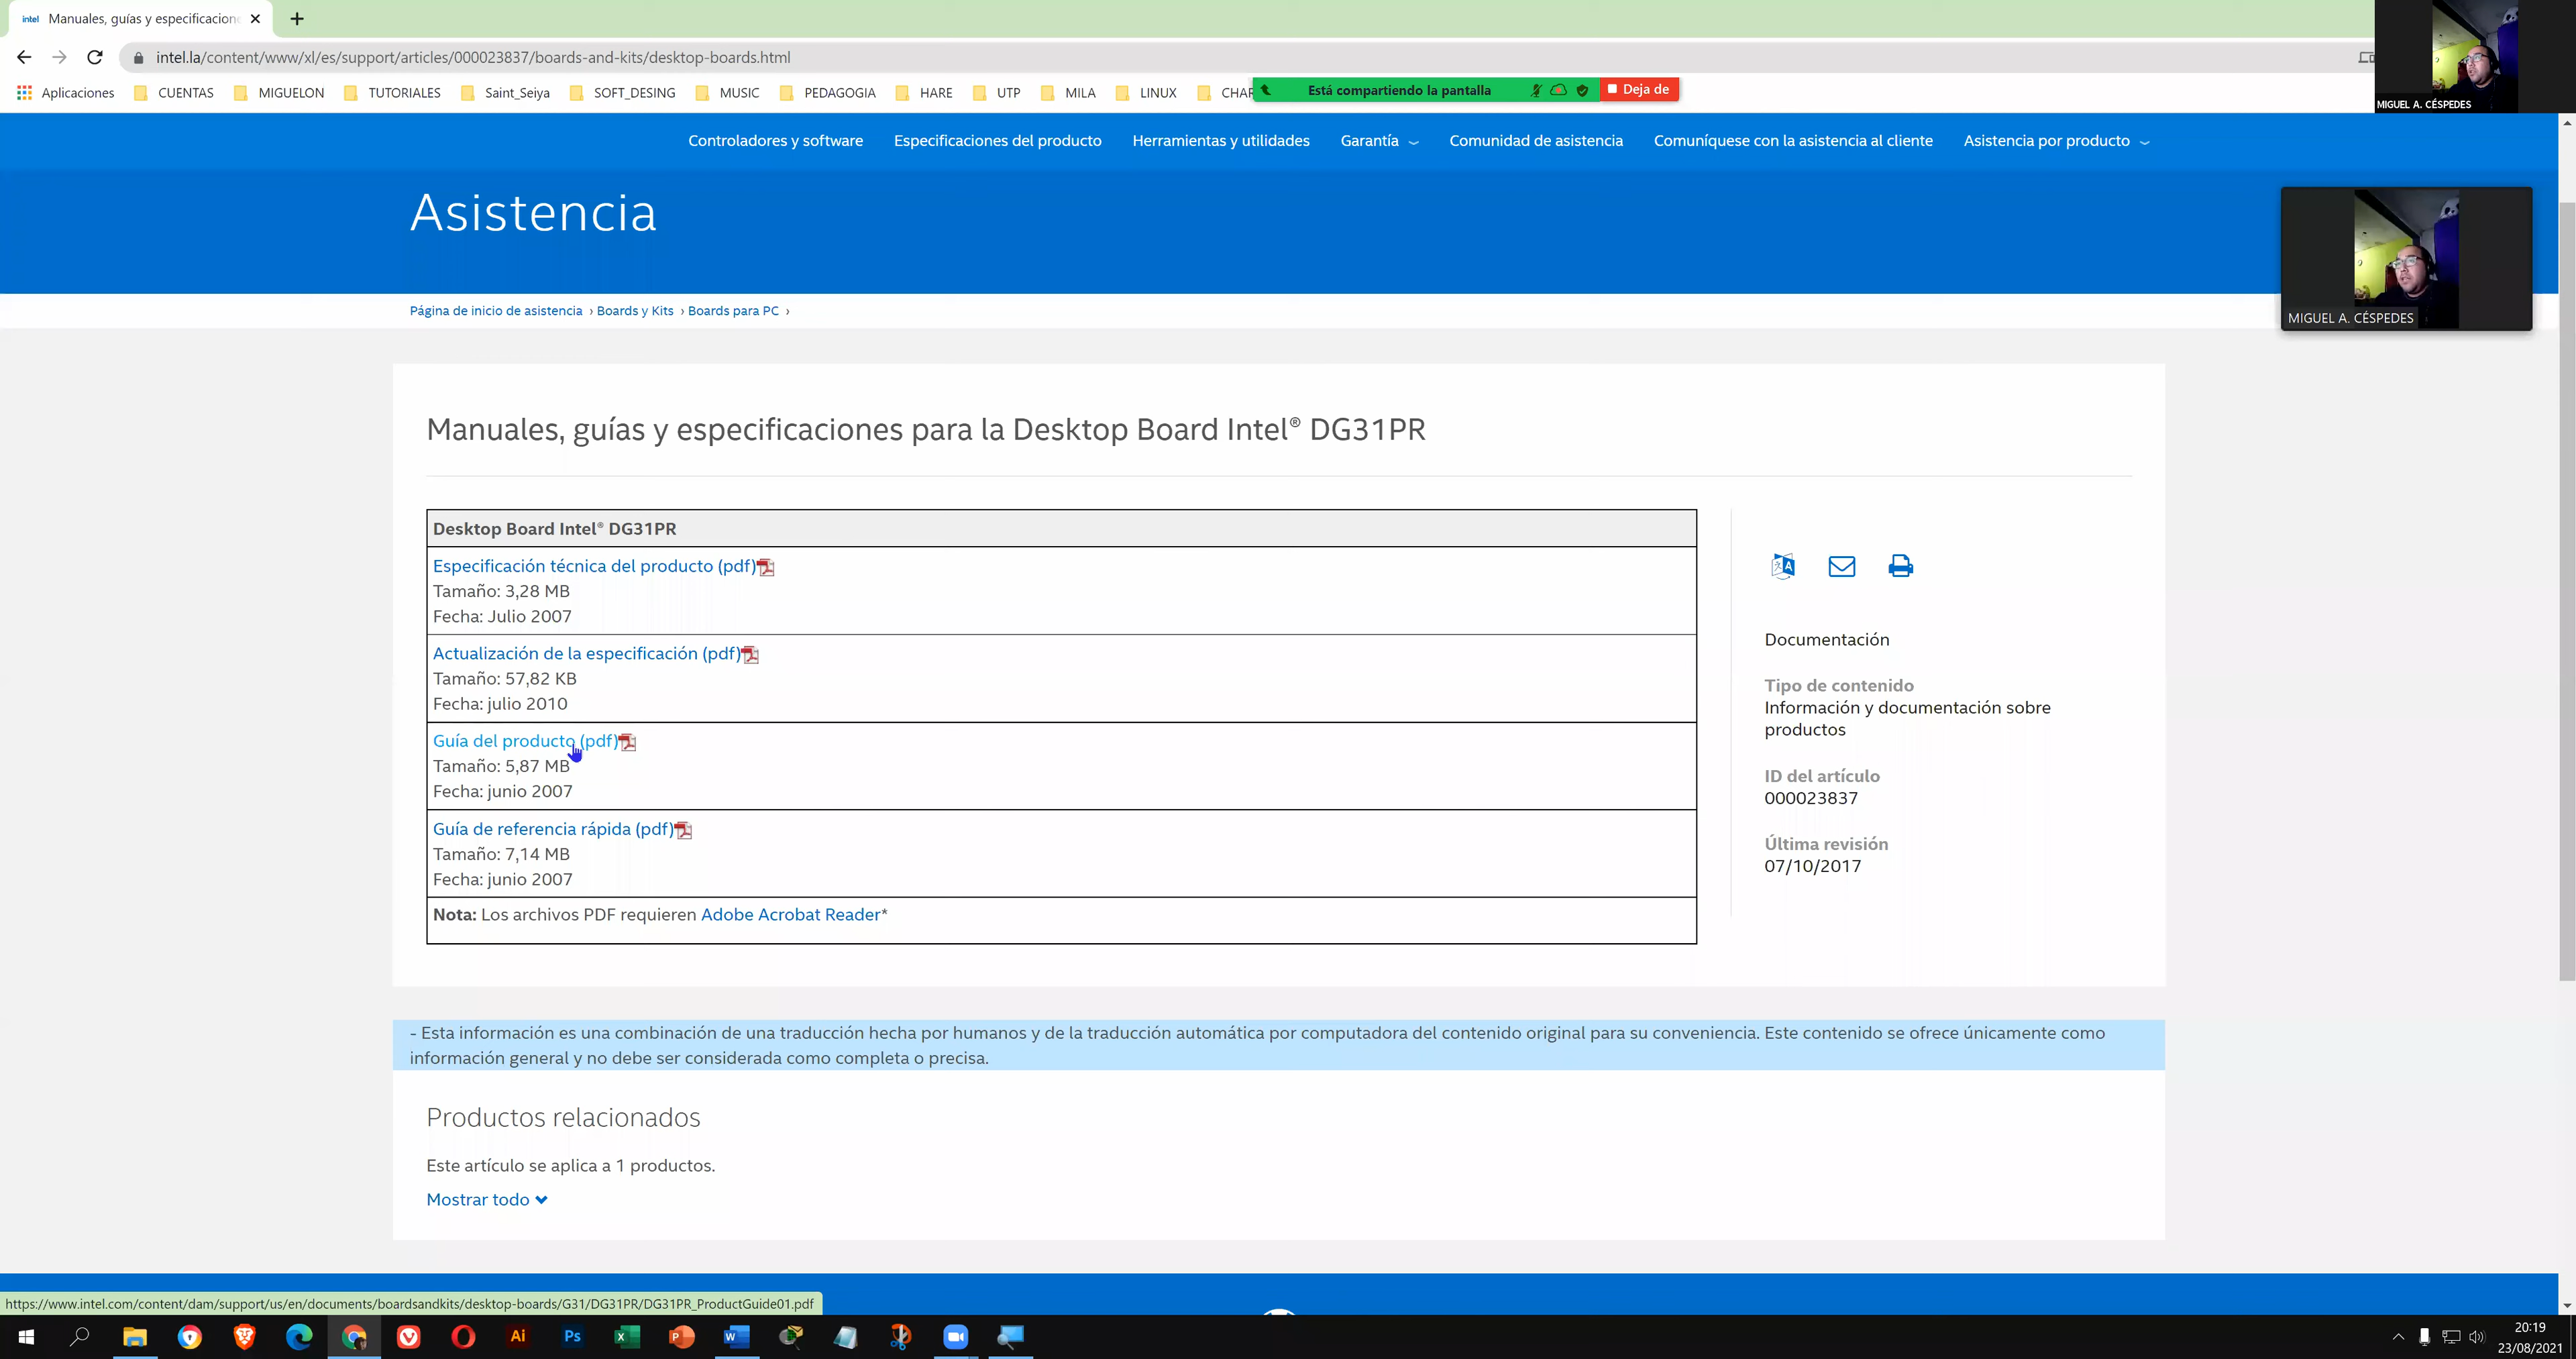 intel Manuales, guías y especificacione
intel.la/content/www/xl/es/support/articles/000023837/boards-and-kits/desktop-boards.html
Aplicaciones CUENTAS MIGUELON TUTORIALES Saint_Seiya SOFT_DESING MUSIC PEDAGOGIA HARE UTP MILA LINUX CHAR
Está compartiendo la pantalla Deja de
MIGUEL A. CÉSPEDES
Controladores y software Especificaciones del producto Herramientas y utilidades Garantía Comunidad de asistencia Comuníquese con la asistencia al cliente Asistencia por producto
Asistencia
MIGUEL A. CÉSPEDES
Página de inicio de asistencia › Boards y Kits › Boards para PC ›
Manuales, guías y especificaciones para la Desktop Board Intel® DG31PR
Desktop Board Intel® DG31PR
Especificación técnica del producto (pdf)
Tamaño: 3,28 MB
Fecha: Julio 2007
Actualización de la especificación (pdf)
Tamaño: 57,82 KB
Fecha: julio 2010
Guía del producto (pdf)
Tamaño: 5,87 MB
Fecha: junio 2007
Guía de referencia rápida (pdf)
Tamaño: 7,14 MB
Fecha: junio 2007
Nota: Los archivos PDF requieren Adobe Acrobat Reader*
Documentación
Tipo de contenido
Información y documentación sobre
productos
ID del artículo
000023837
Última revisión
07/10/2017
- Esta información es una combinación de una traducción hecha por humanos y de la traducción automática por computadora del contenido original para su conveniencia. Este contenido se ofrece únicamente como
información general y no debe ser considerada como completa o precisa.
Productos relacionados
Este artículo se aplica a 1 productos.
Mostrar todo
https://www.intel.com/content/dam/support/us/en/documents/boardsandkits/desktop-boards/G31/DG31PR/DG31PR_ProductGuide01.pdf
Ai Ps
20:19
23/08/2021